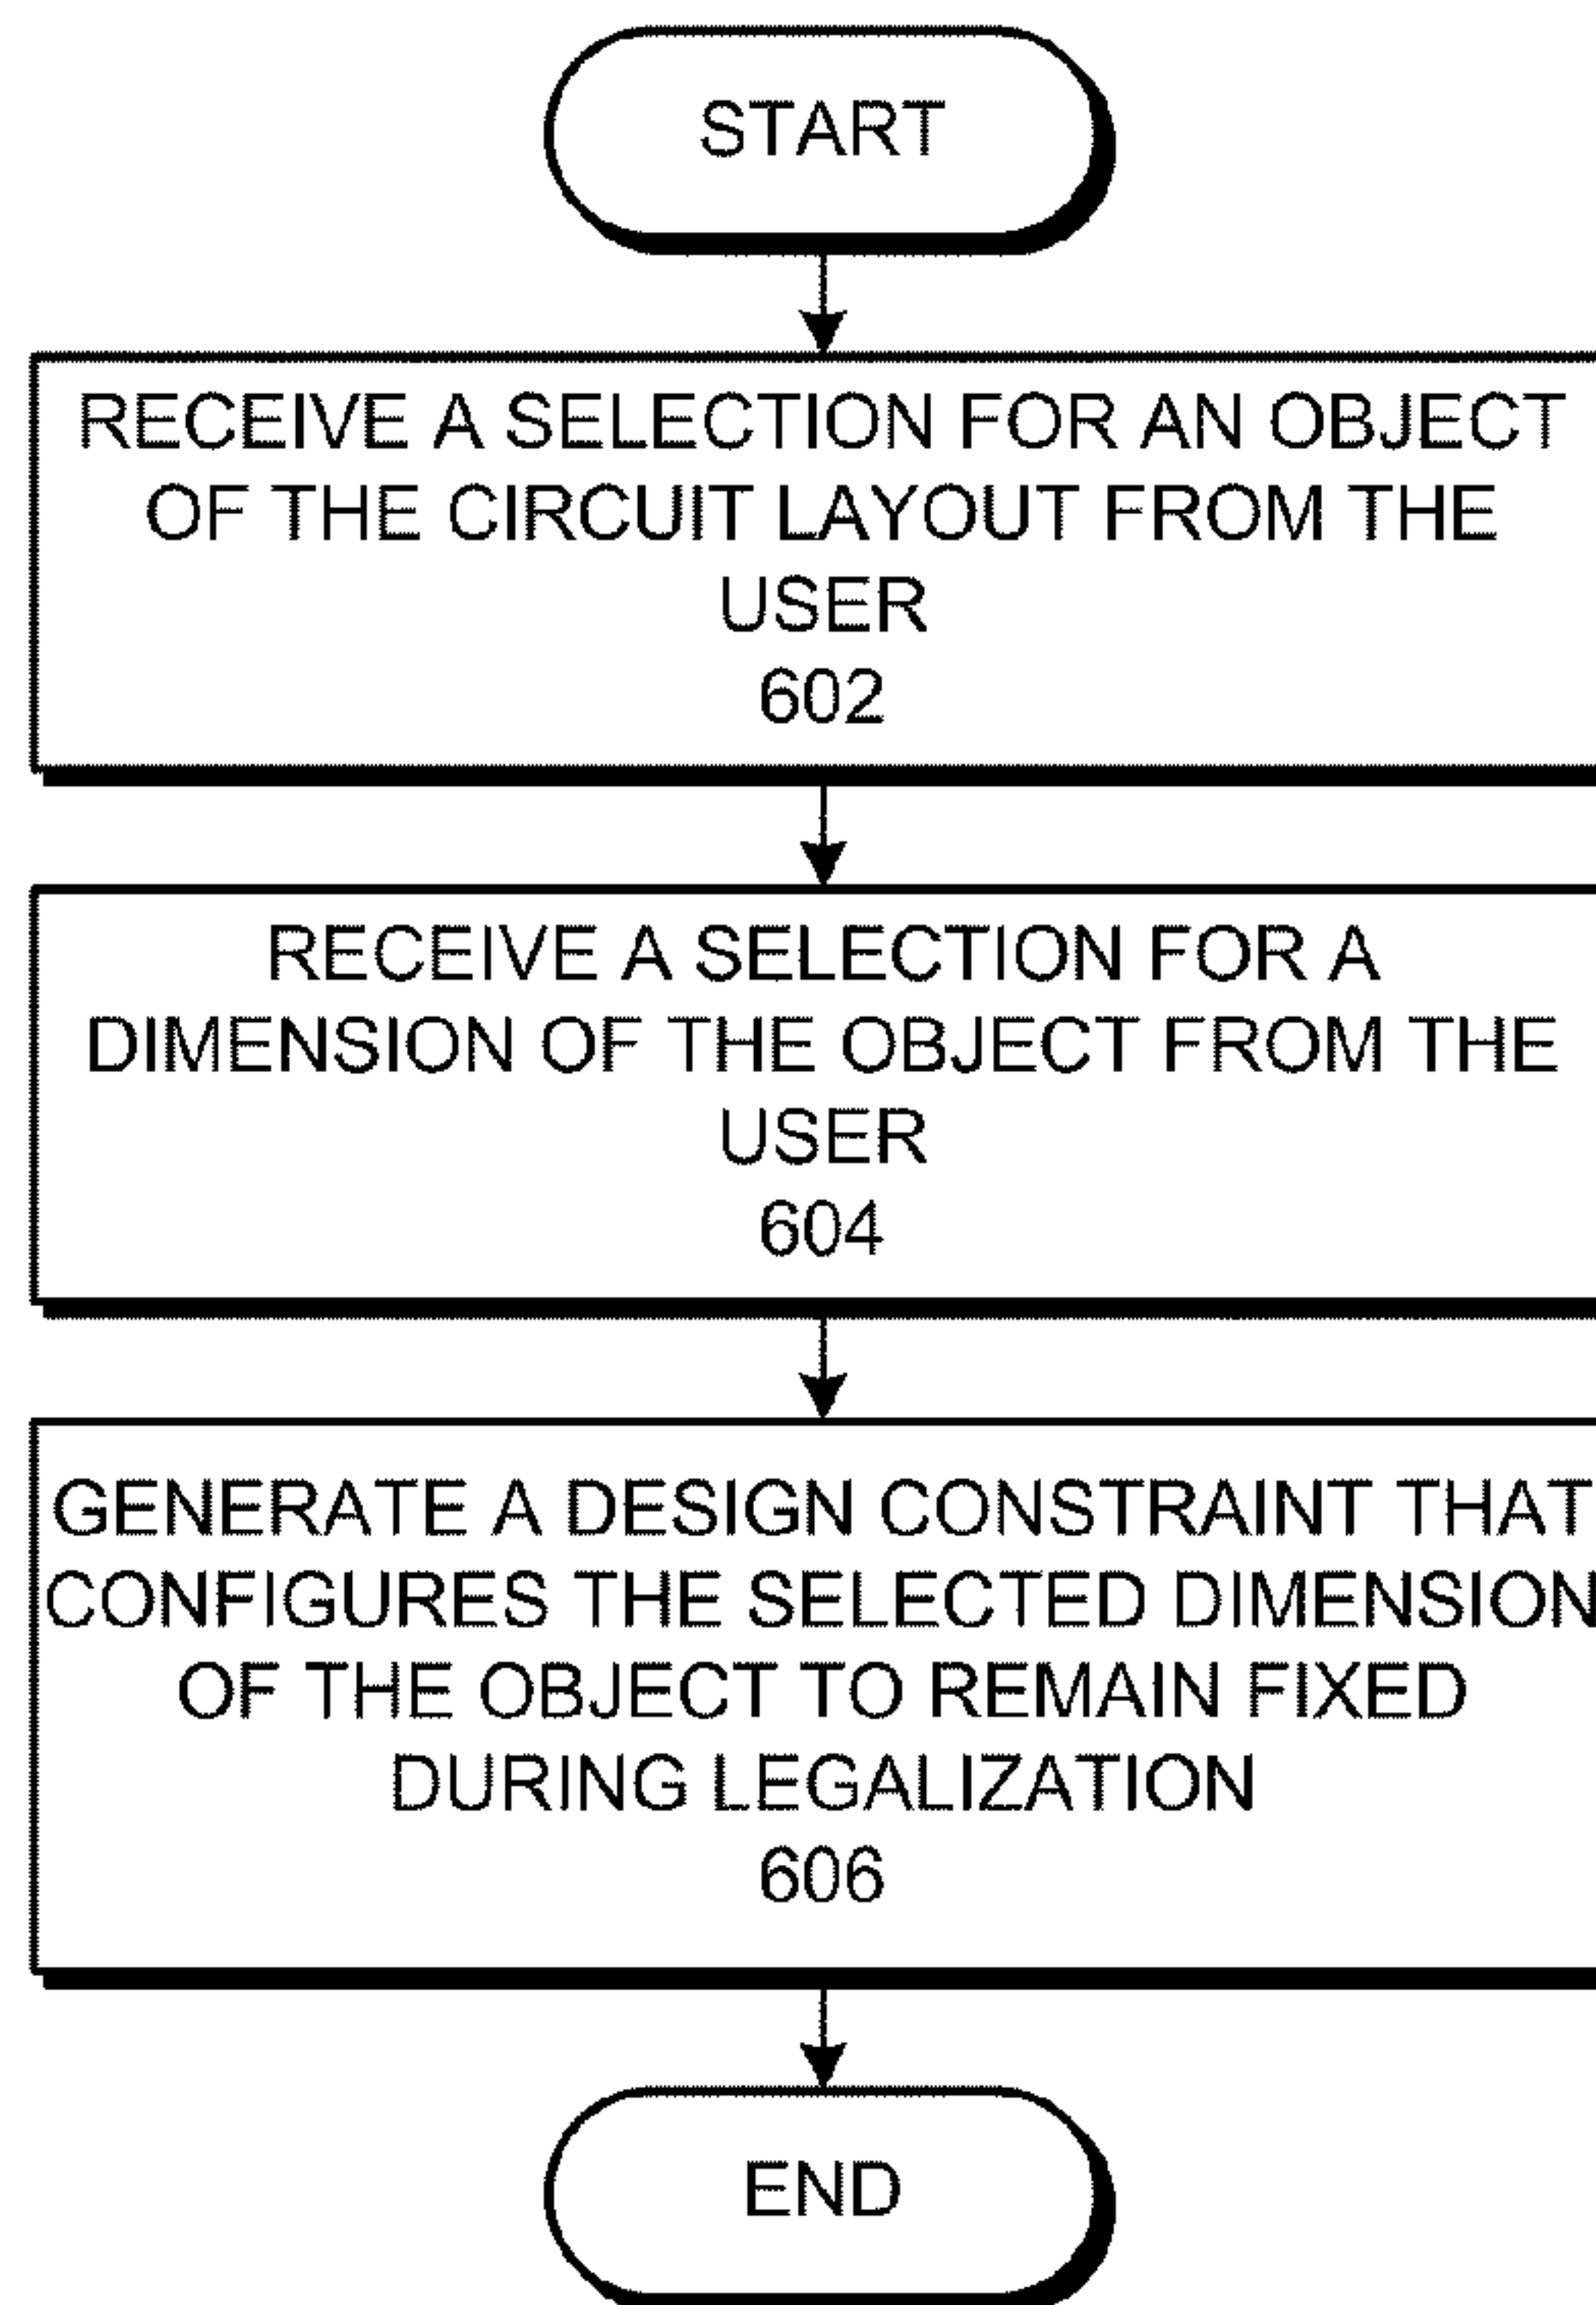 START
RECEIVE A SELECTION FOR AN OBJECT
OF THE CIRCUIT LAYOUT FROM THE
USER
602
RECEIVE A SELECTION FOR A
DIMENSION OF THE OBJECT FROM THE
USER
604
GENERATE A DESIGN CONSTRAINT THAT
CONFIGURES THE SELECTED DIMENSION
OF THE OBJECT TO REMAIN FIXED
DURING LEGALIZATION
606
END